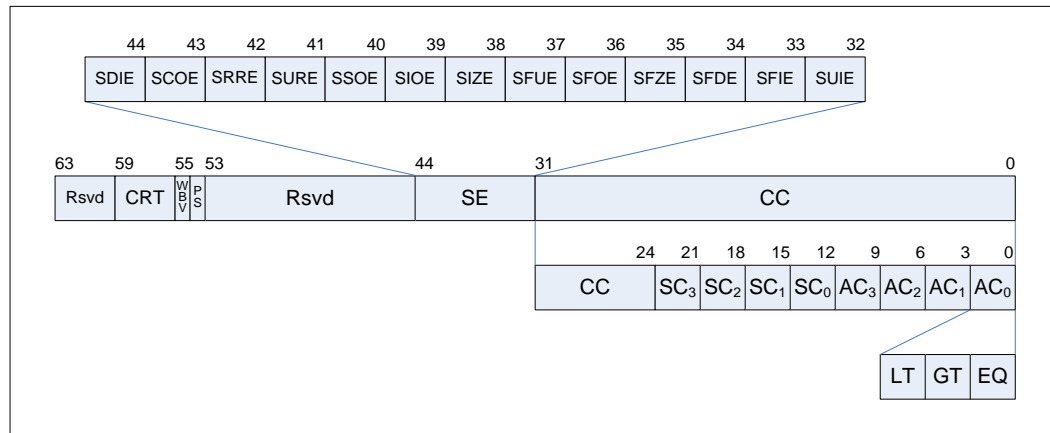 44 43 42 41 40 39 38 37 36 35 34 33 32
SDIE SCOE SRRE SURE SSOE SIOE SIZE SFUE SFOE SFZE SFDE SFIE SUIE
63 59 55 53 44 31 0
Rsvd CRT WBV PS Rsvd SE CC
24 21 18 15 12 9 6 3 0
CC SC₃ SC₂ SC₁ SC₀ AC₃ AC₂ AC₁ AC₀
LT GT EQ